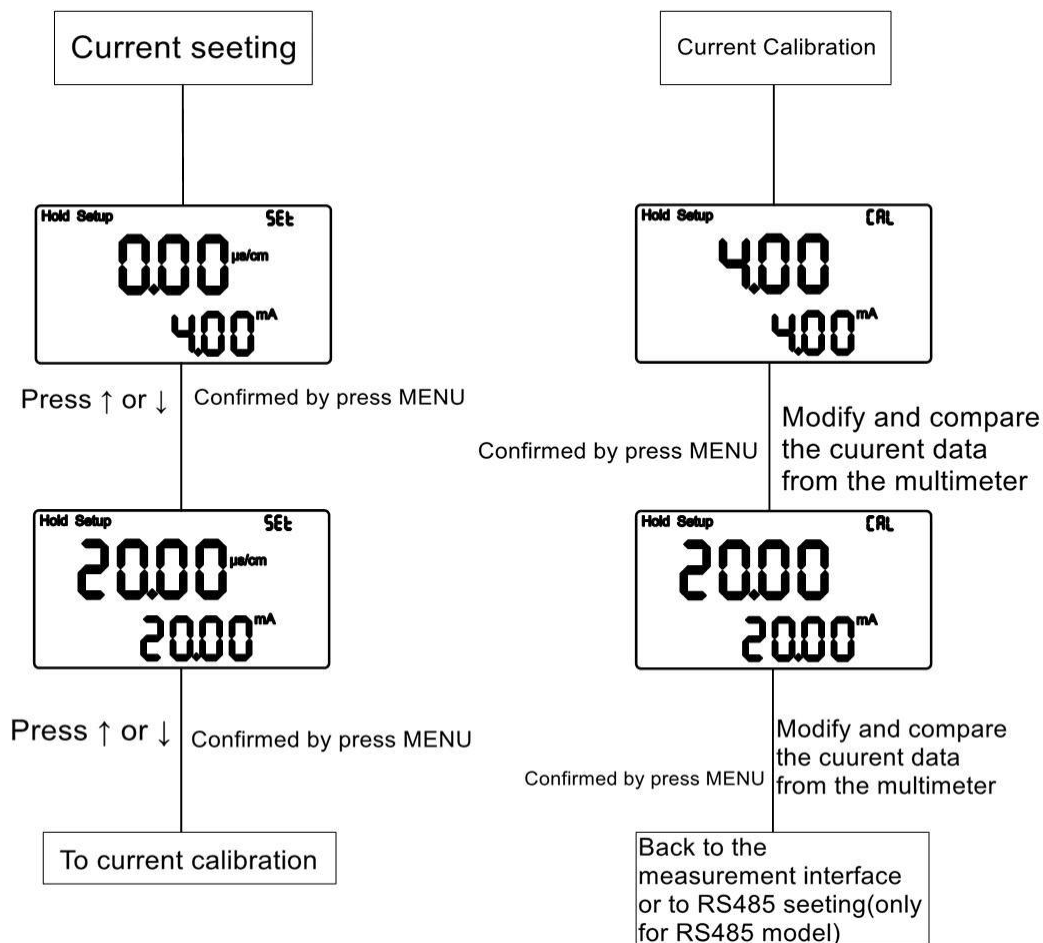 Current seeting
Hold Setup SEt
0.00 µs/cm
4.00 mA
Press ↑ or ↓ Confirmed by press MENU
Hold Setup SEt
20.00 µs/cm
20.00 mA
Press ↑ or ↓ Confirmed by press MENU
To current calibration
Current Calibration
Hold Setup CAL
4.00
4.00 mA
Confirmed by press MENU
Modify and compare
the cuurent data
from the multimeter
Hold Setup CAL
20.00
20.00 mA
Confirmed by press MENU
Modify and compare
the cuurent data
from the multimeter
Back to the
measurement interface
or to RS485 seeting(only
for RS485 model)